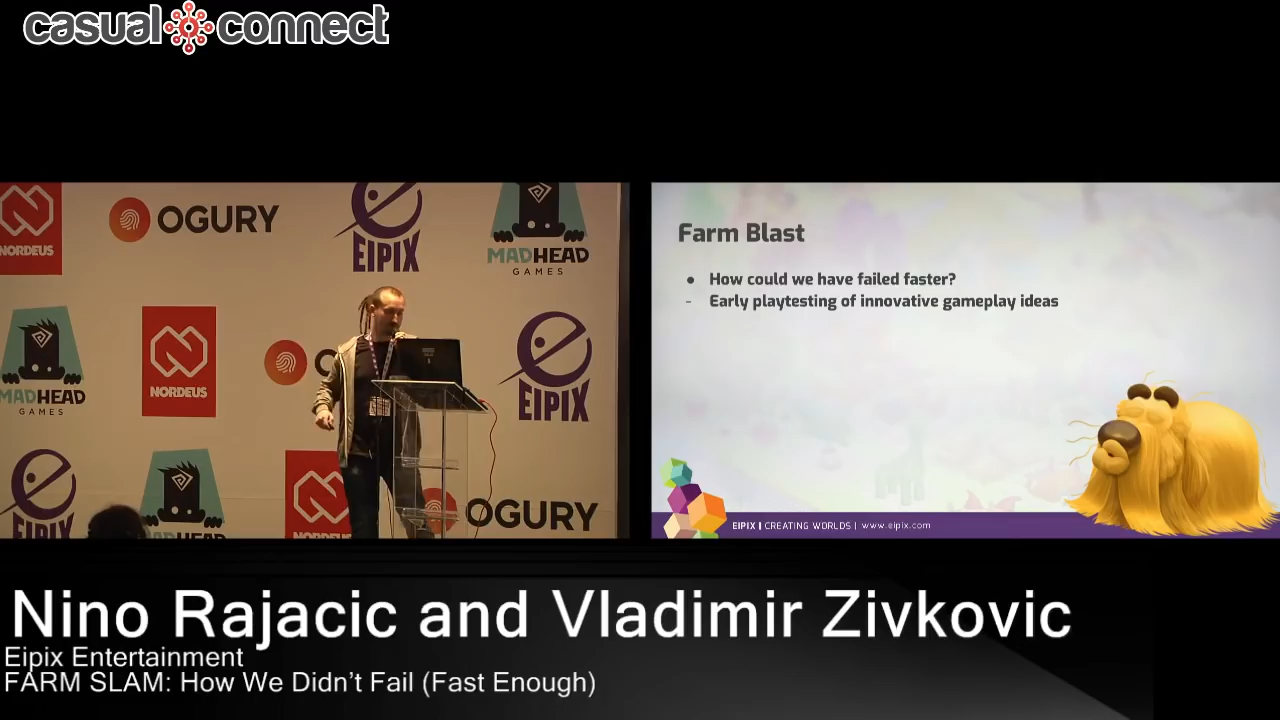 casual connect
NORDEUS
OGURY
EIPIX
MADHEAD
GAMES
MADHEAD
GAMES
NORDEUS
EIPIX
EIPIX
MADHEAD
NORDEUS
OGURY
Farm Blast
● How could we have failed faster?
- Early playtesting of innovative gameplay ideas
EIPIX | CREATING WORLDS | www.eipix.com
Nino Rajacic and Vladimir Zivkovic
Eipix Entertainment
FARM SLAM: How We Didn't Fail (Fast Enough)